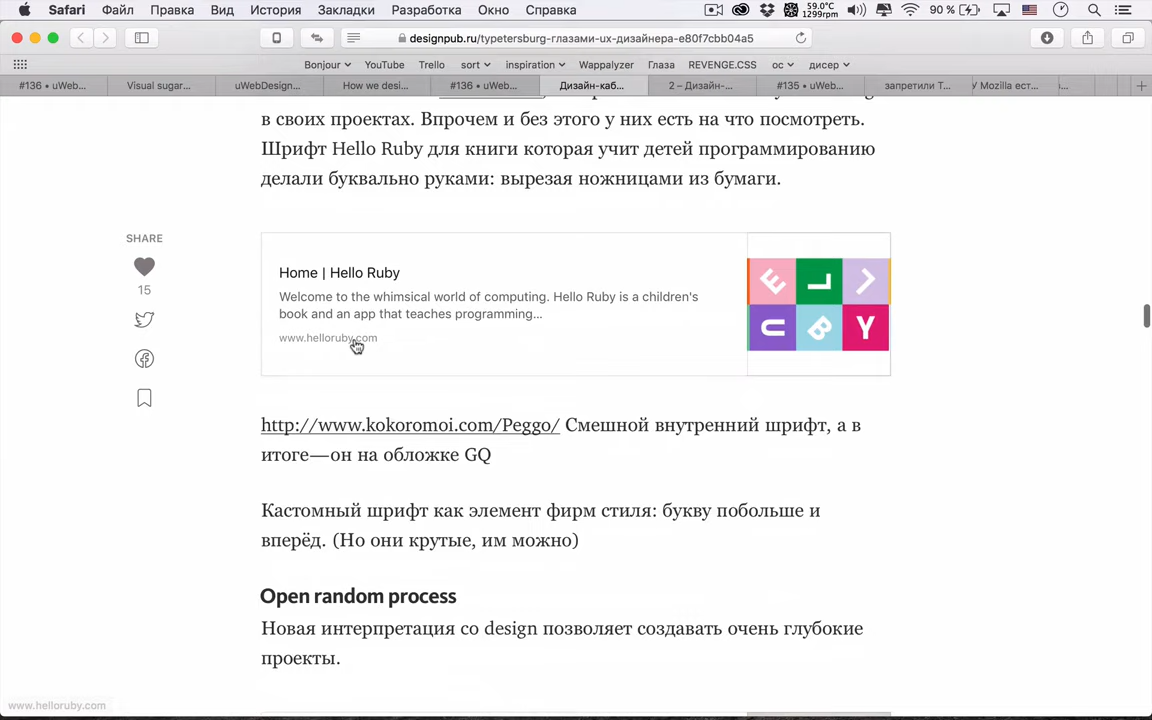 Safari Файл Правка Вид История Закладки Разработка Окно Справка 59.0°C 1299rpm 90 %
designpub.ru/typetersburg-глазами-ux-дизайнера-e80f7cbb04a5
Bonjour YouTube Trello sort inspiration Wappalyzer Глаза REVENGE.CSS ос дисер
#136 • uWeb... Visual sugar... uWebDesign... How we desi... #136 • uWeb... Дизайн-каб... 2 – Дизайн-... #135 • uWeb... запретили Т... У Mozilla ест...
в своих проектах. Впрочем и без этого у них есть на что посмотреть.
Шрифт Hello Ruby для книги которая учит детей программированию
делали буквально руками: вырезая ножницами из бумаги.
SHARE
15
Home | Hello Ruby
Welcome to the whimsical world of computing. Hello Ruby is a children's
book and an app that teaches programming...
www.helloruby.com
E L
U B Y
http://www.kokoromoi.com/Peggo/ Смешной внутренний шрифт, а в
итоге—он на обложке GQ
Кастомный шрифт как элемент фирм стиля: букву побольше и
вперёд. (Но они крутые, им можно)
Open random process
Новая интерпретация co design позволяет создавать очень глубокие
проекты.
www.helloruby.com